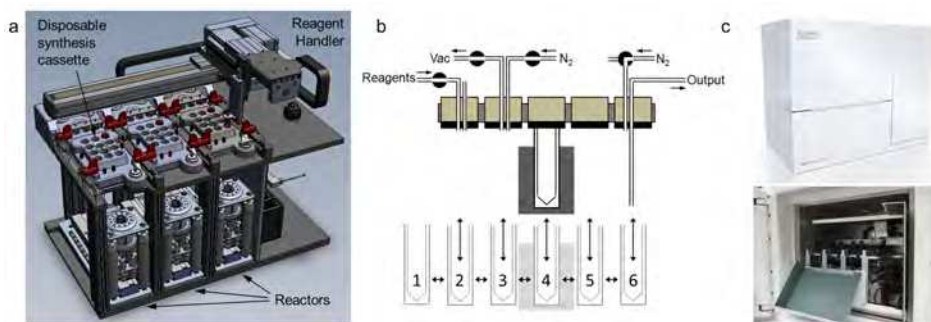 a
Disposable
synthesis
cassette
Reagent
Handler
Reactors
b
Vac
N2
N2
Reagents
Output
1
2
3
4
5
6
c